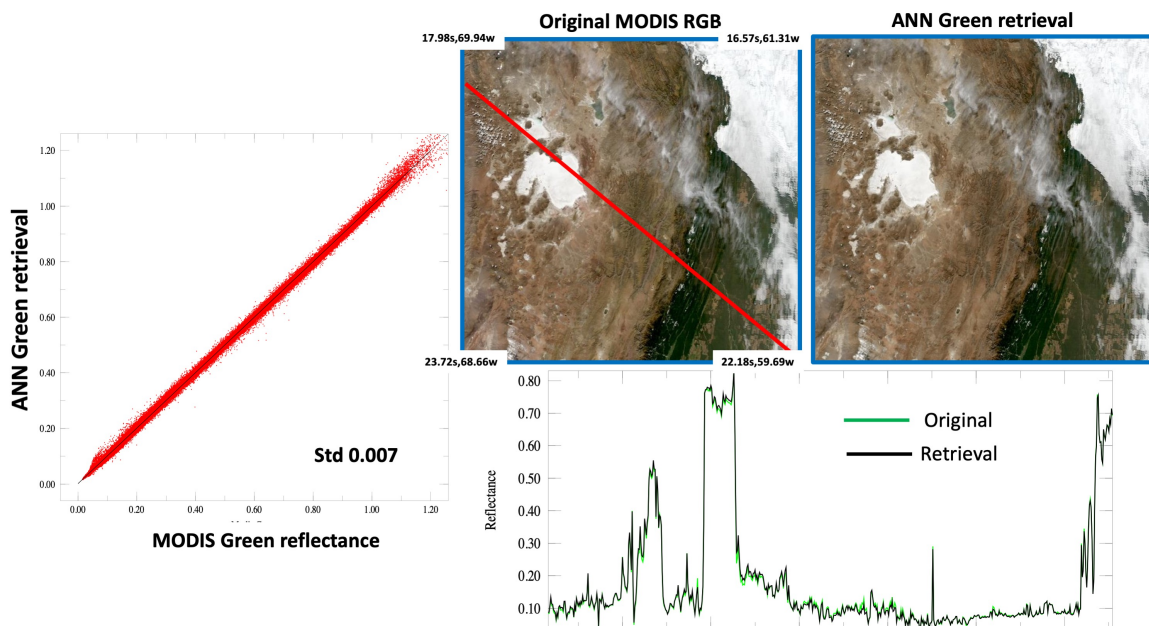 Original MODIS RGB
ANN Green retrieval
17.98s,69.94w
16.57s,61.31w
23.72s,68.66w
22.18s,59.69w
ANN Green retrieval
1.20
1.00
0.80
0.60
0.40
0.20
0.00
Std 0.007
0.00 0.20 0.40 0.60 0.80 1.00 1.20
MODIS Green reflectance
Reflectance
0.80
0.70
0.60
0.50
0.40
0.30
0.20
0.10
Original
Retrieval